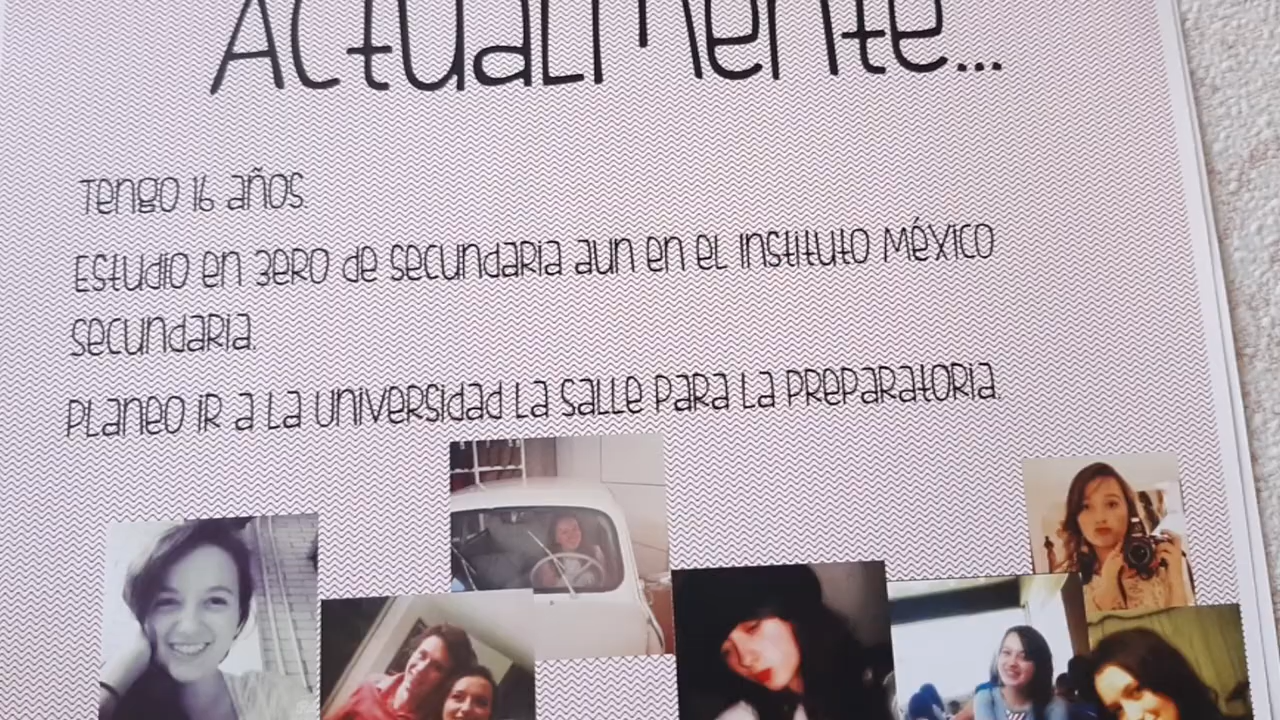 Actualmente...
Tengo 16 años.
Estudio en 3ero de secundaria aun en el Instituto México
Secundaria.
Planeo ir a la Universidad La Salle para la preparatoria.